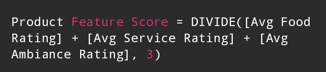 Product Feature Score = DIVIDE([Avg Food
Rating] + [Avg Service Rating] + [Avg
Ambiance Rating], 3)